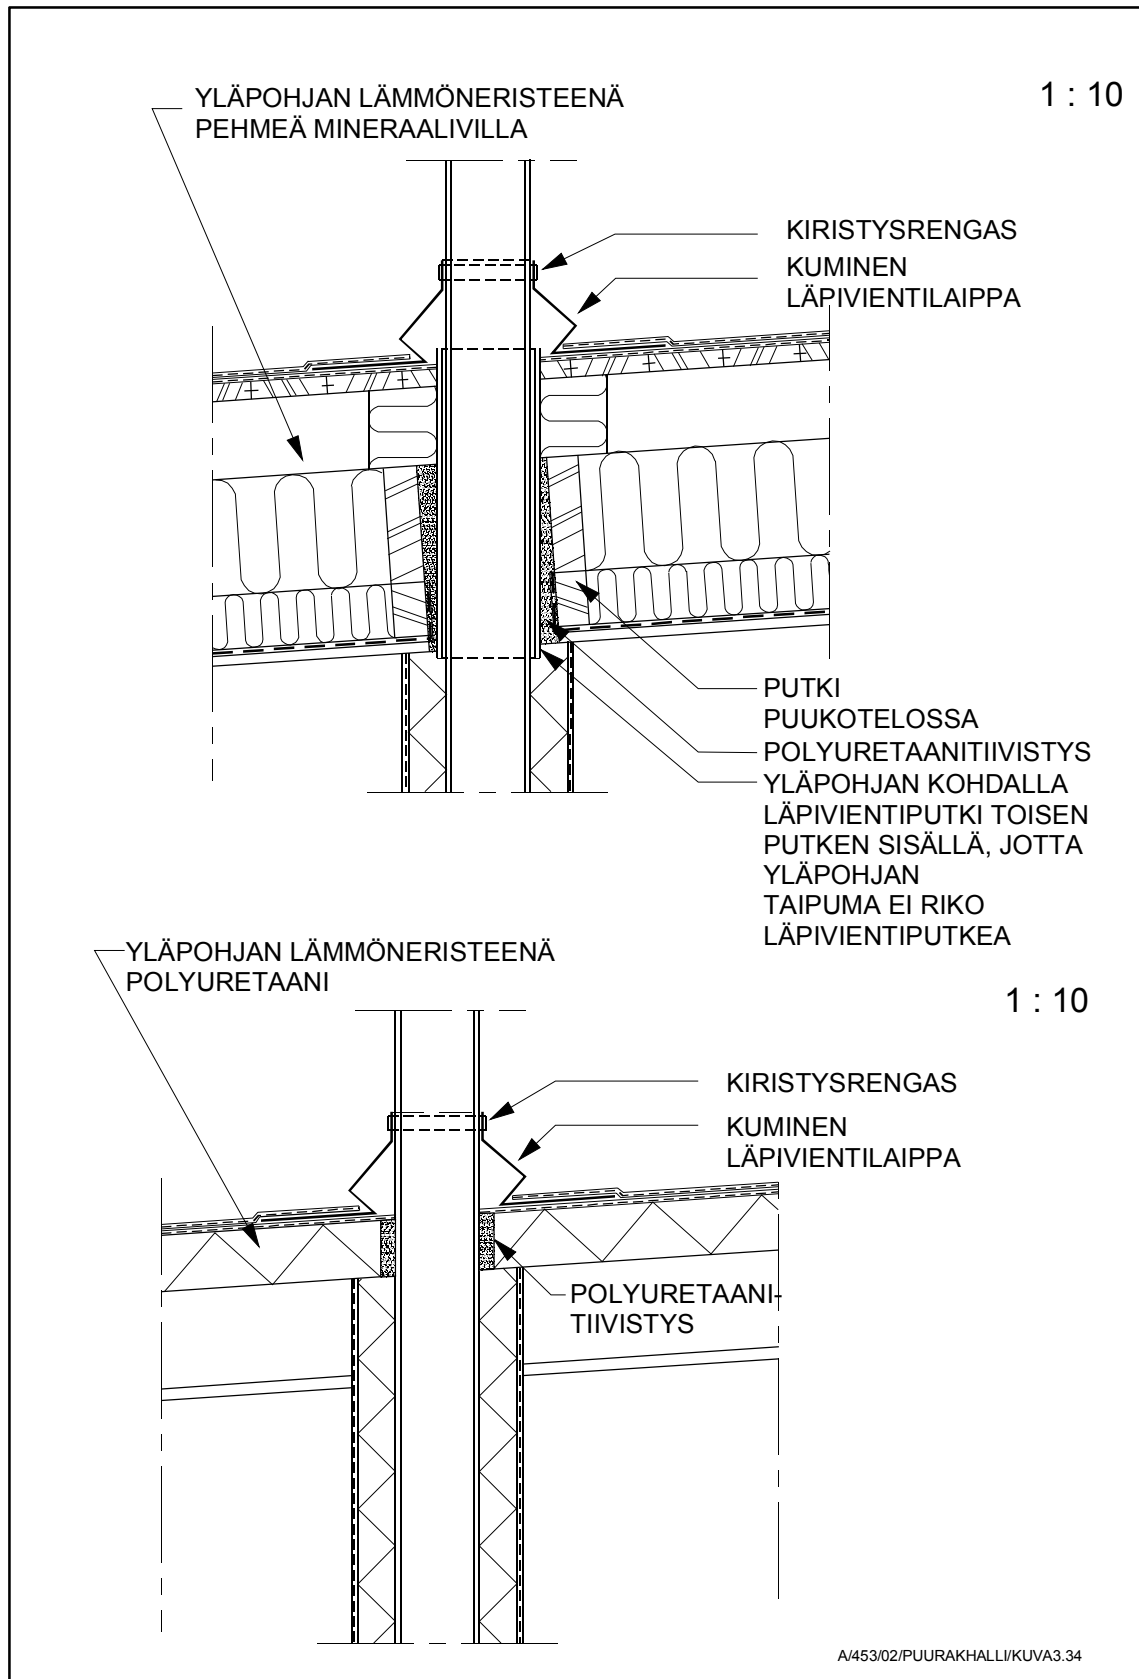 YLÄPOHJAN LÄMMÖNERISTEENÄ
PEHMEÄ MINERAALIVILLA
1 : 10
KIRISTYSRENGAS
KUMINEN
LÄPIVIENTILAIPPA
PUTKI
PUUKOTELOSSA
POLYURETAANITIIVISTYS
YLÄPOHJAN KOHDALLA
LÄPIVIENTIPUTKI TOISEN
PUTKEN SISÄLLÄ, JOTTA
YLÄPOHJAN
TAIPUMA EI RIKO
LÄPIVIENTIPUTKEA
YLÄPOHJAN LÄMMÖNERISTEENÄ
POLYURETAANI
1 : 10
KIRISTYSRENGAS
KUMINEN
LÄPIVIENTILAIPPA
POLYURETAANI-
TIIVISTYS
A/453/02/PUURAKHALLI/KUVA3.34